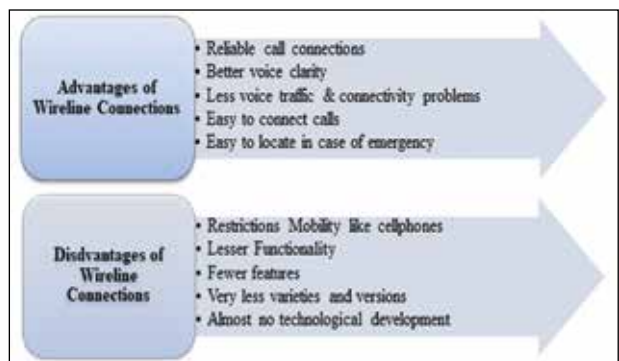 Advantages of
Wireline Connections
• Reliable call connections
• Better voice clarity
• Less voice traffic & connectivity problems
• Easy to connect calls
• Easy to locate in case of emergency
Disdvantages of
Wireline
Connections
• Restrictions Mobility like cellphones
• Lesser Functionality
• Fewer features
• Very less varieties and versions
• Almost no technological development